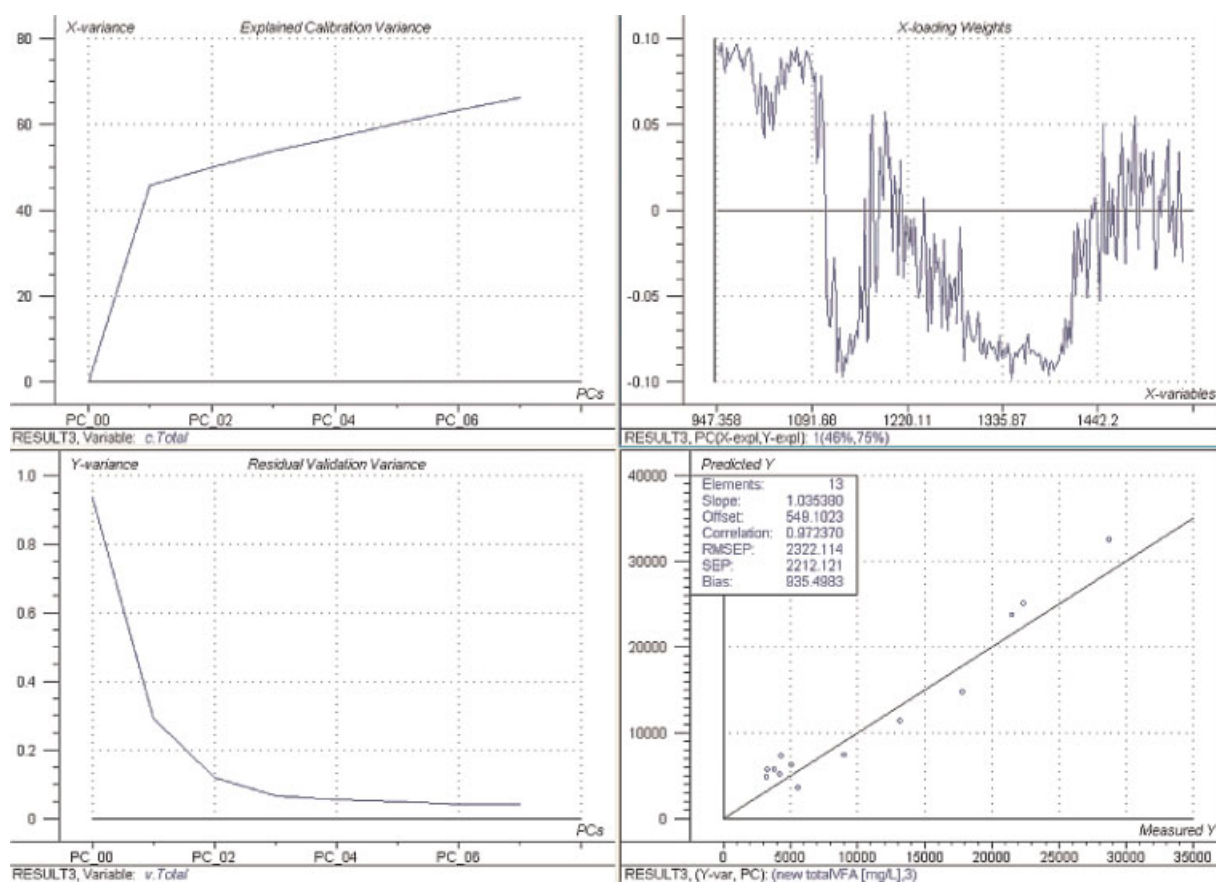 X-variance Explained Calibration Variance
80
60
40
20
0
PCs
PC_00 PC_02 PC_04 PC_06
RESULT3, Variable: c.Total
X-loading Weights
0.10
0.05
0
-0.05
-0.10
X-variables
947.358 1091.68 1220.11 1335.87 1442.2
RESULT3, PC(X-expl,Y-expl): 1(46%,75%)
Y-variance Residual Validation Variance
1.0
0.8
0.6
0.4
0.2
0
PCs
PC_00 PC_02 PC_04 PC_06
RESULT3, Variable: v.Total
Predicted Y
40000
30000
20000
10000
0
Elements: 13
Slope: 1.035380
Offset: 549.1023
Correlation: 0.972370
RMSEP: 2322.114
SEP: 2212.121
Bias: 935.4983
Measured Y
0 5000 10000 15000 20000 25000 30000 35000
RESULT3, (Y-var, PC): (new totalVFA [mg/L],3)